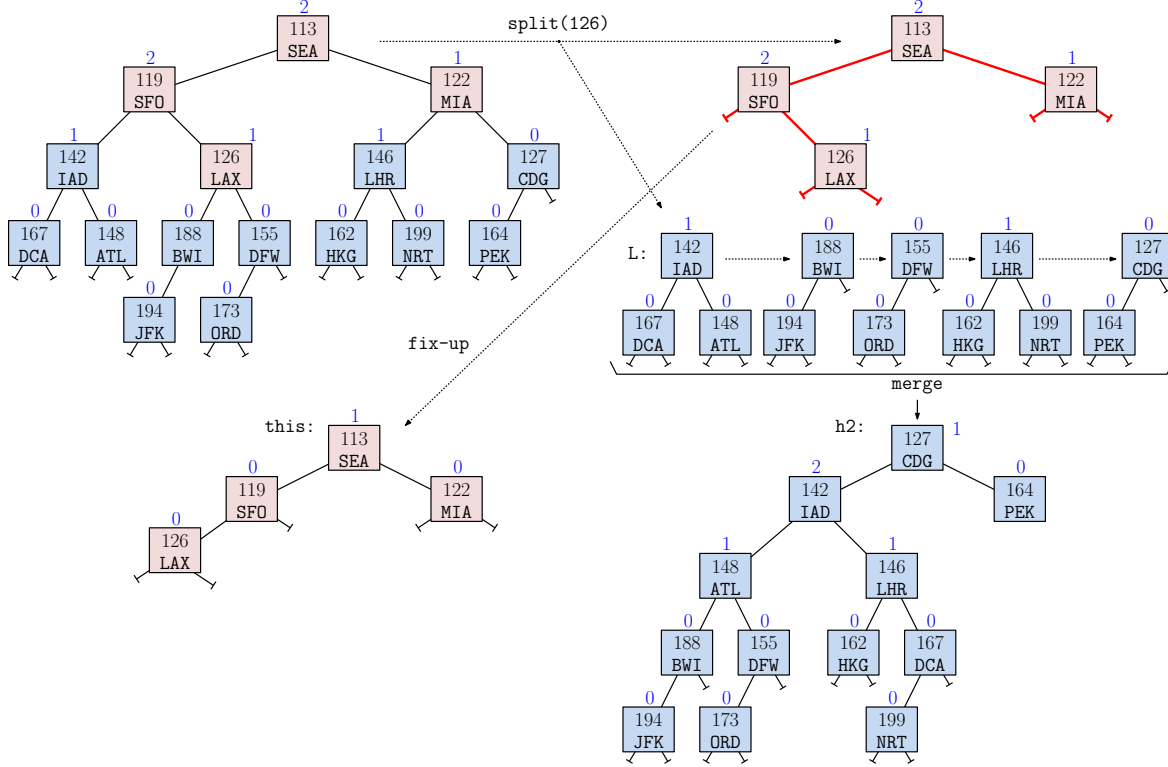 2 split(126) 2
113 113
SEA SEA
2 1 2 1
119 122 119 122
SFO MIA SFO MIA
1 1 1 0 1
142 126 146 127 126
IAD LAX LHR CDG LAX
0 0 0 0 0 0 0
167 148 188 155 162 199 164
DCA ATL BWI DFW HKG NRT PEK
1 0 0 1 0
L: 142 188 155 146 127
IAD BWI DFW LHR CDG
0 0
194 173
JFK ORD
0 0 0 0 0 0 0
167 148 194 173 162 199 164
DCA ATL JFK ORD HKG NRT PEK
fix-up
merge
this: 1 h2: 1
113 127
SEA CDG
0 0 2 0
119 122 142 164
SFO MIA IAD PEK
0
126
LAX
1 1
148 146
ATL LHR
0 0 0 0
188 155 162 167
BWI DFW HKG DCA
0 0 0
194 173 199
JFK ORD NRT